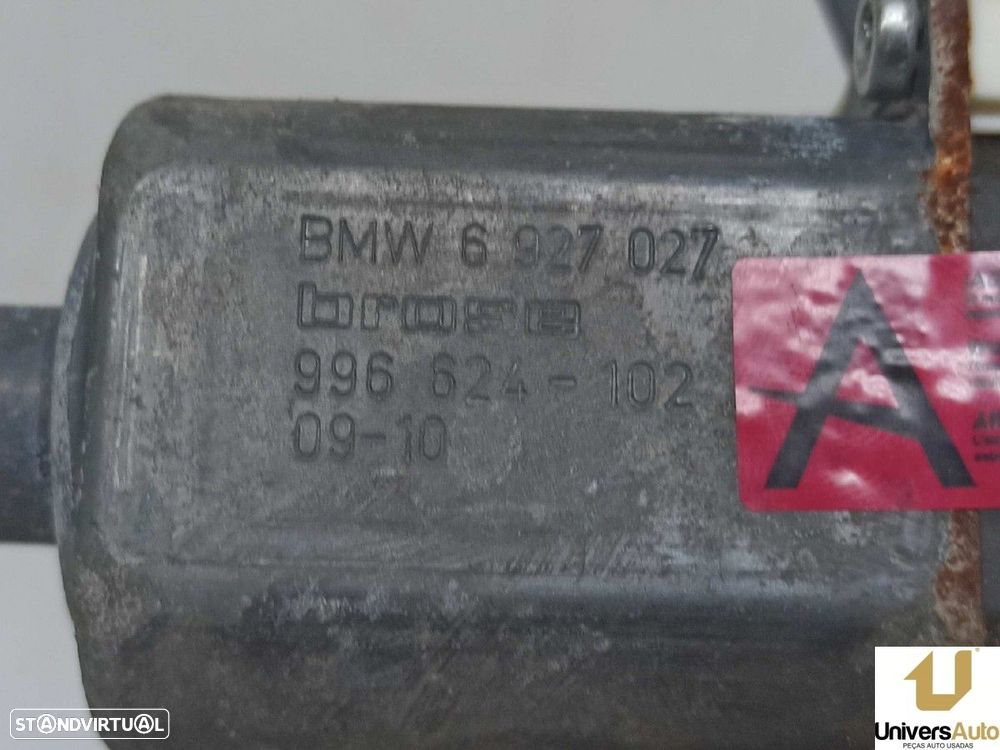 BMW 6 927 027
brose
996 624-102
09-10
A
STANDVIRTUAL
UniversAuto
PEÇAS AUTO USADAS